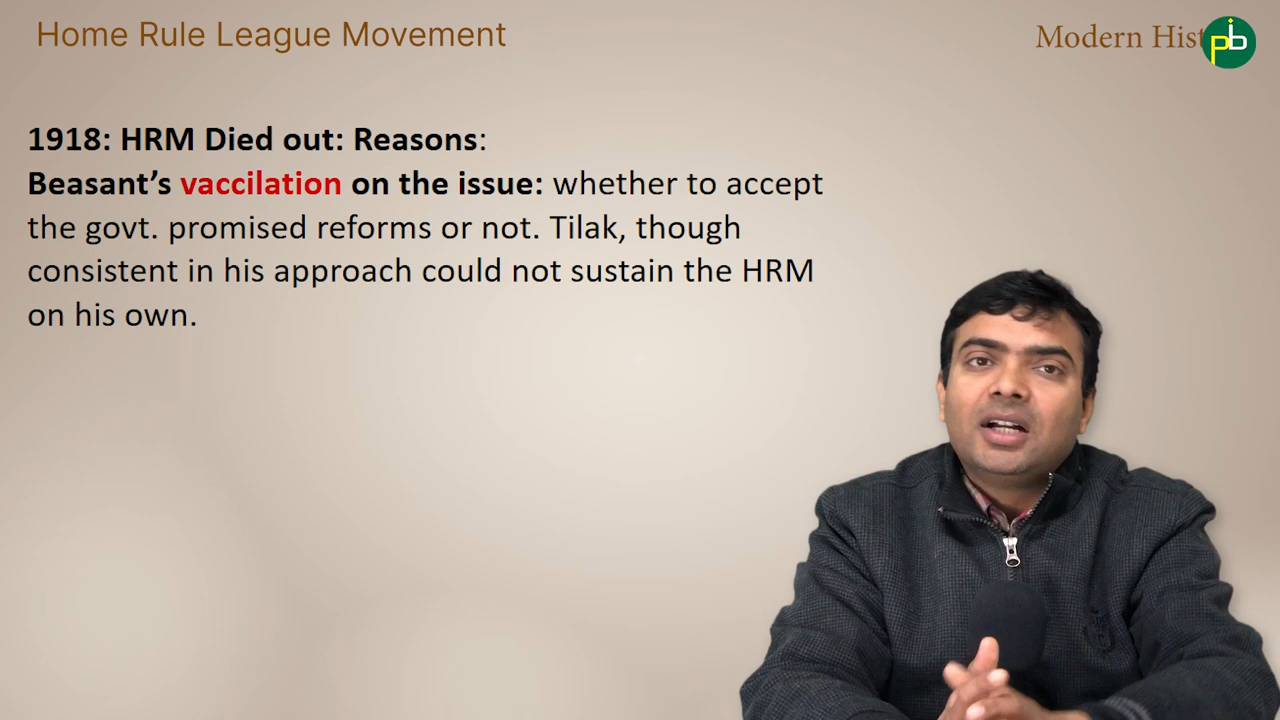 Home Rule League Movement
Modern Hist
pib
1918: HRM Died out: Reasons:
Beasant’s vaccilation on the issue: whether to accept
the govt. promised reforms or not. Tilak, though
consistent in his approach could not sustain the HRM
on his own.